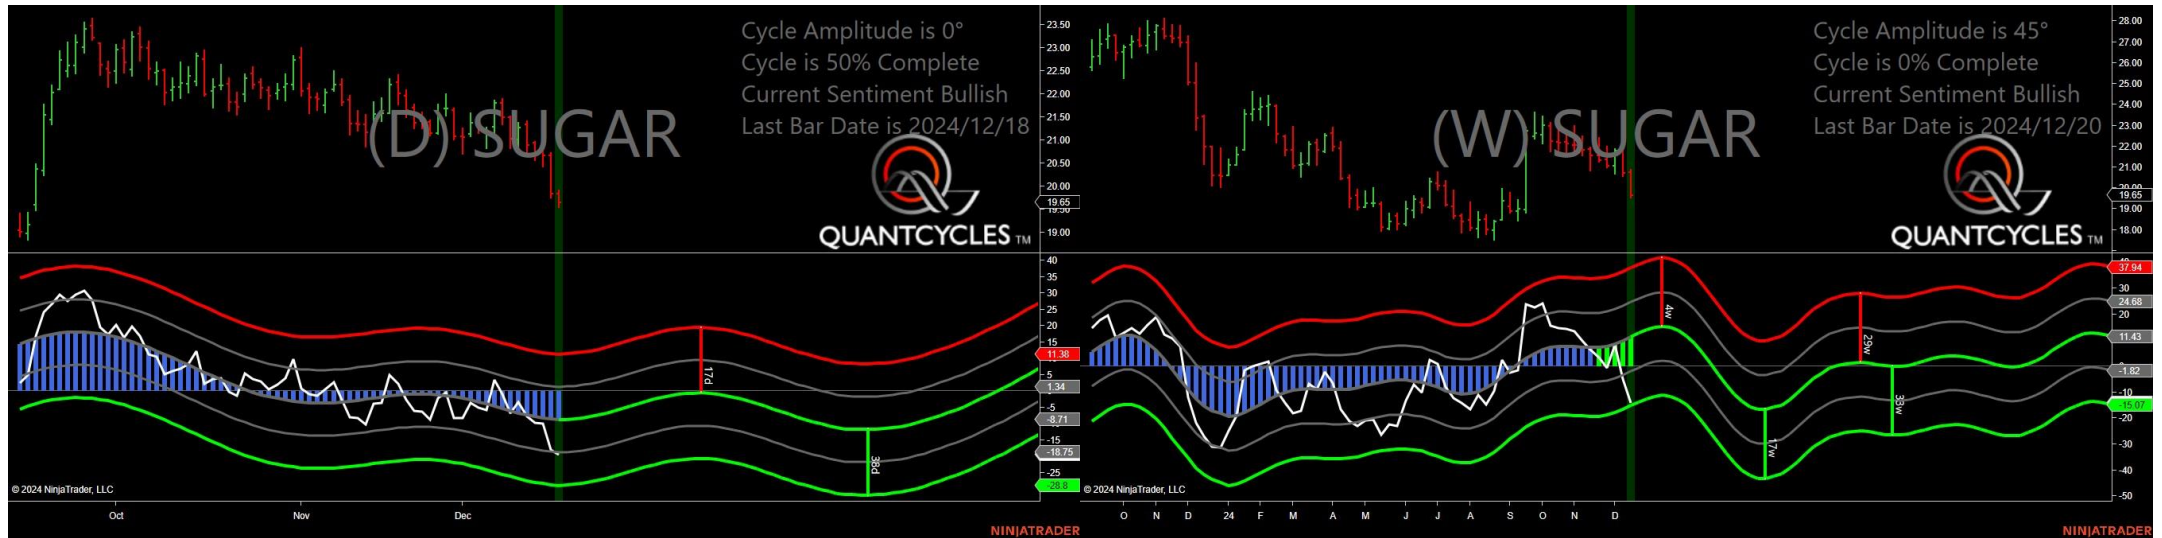 Cycle Amplitude is 0°
Cycle is 50% Complete
Current Sentiment Bullish
Last Bar Date is 2024/12/18
(D) SUGAR
QUANTCYCLES TM
23.50
23.00
22.50
22.00
21.50
21.00
20.50
20.00
19.65
19.00
40
35
30
25
20
15
11.38
5
1.34
-5
-8.71
-15
-18.75
-25
-28.8
17d
38d
© 2024 NinjaTrader, LLC
Oct Nov Dec
NINJATRADER
Cycle Amplitude is 45°
Cycle is 0% Complete
Current Sentiment Bullish
Last Bar Date is 2024/12/20
(W) SUGAR
QUANTCYCLES TM
28.00
27.00
26.00
25.00
24.00
23.00
22.00
21.00
20.00
19.65
19.00
18.00
37.94
30
24.68
20
11.43
-1.82
-10
-15.07
-20
-30
-40
-50
4w
17w
29w
33w
© 2024 NinjaTrader, LLC
O N D 24 F M A M J J A S O N D
NINJATRADER